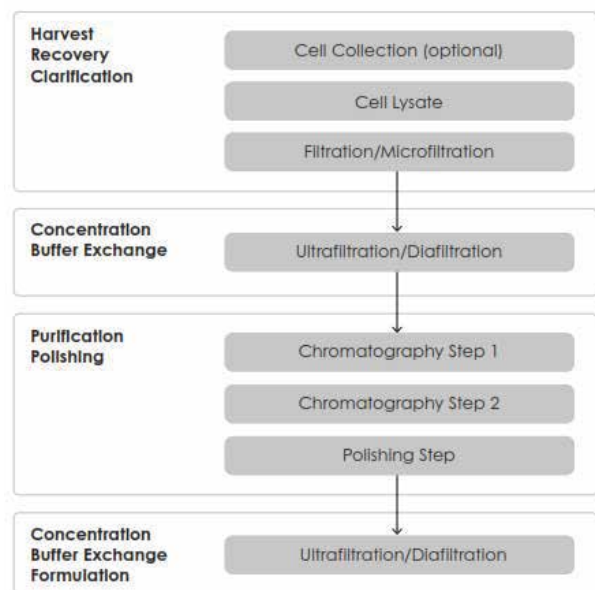 Harvest
Recovery
Clarification
Cell Collection (optional)
Cell Lysate
Filtration/Microfiltration
Concentration
Buffer Exchange
Ultrafiltration/Diafiltration
Purification
Polishing
Chromatography Step 1
Chromatography Step 2
Polishing Step
Concentration
Buffer Exchange
Formulation
Ultrafiltration/Diafiltration